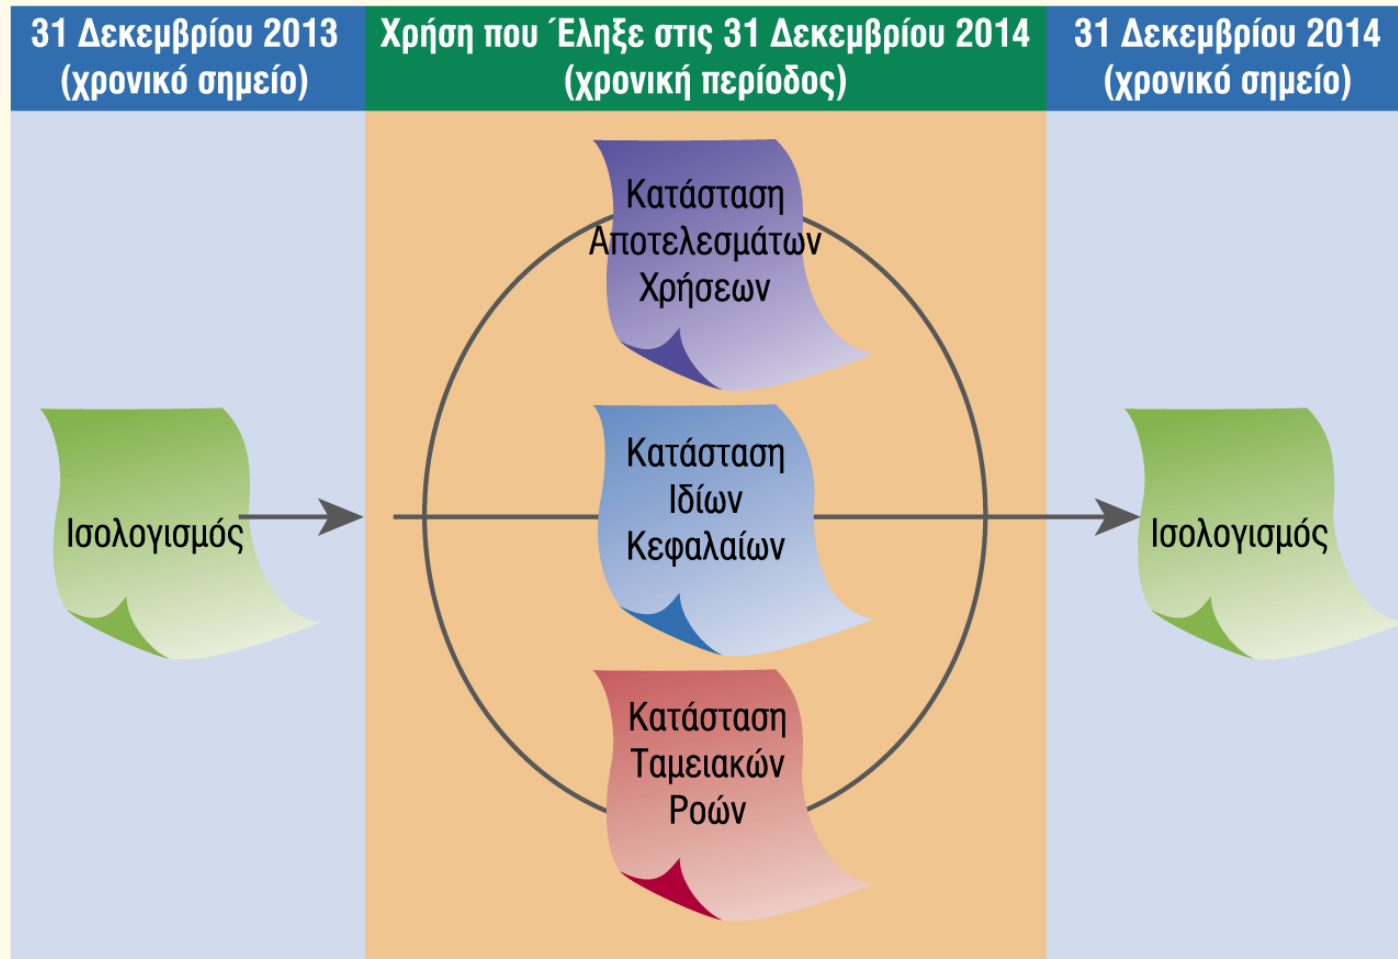 31 Δεκεμβρίου 2013
(χρονικό σημείο)
Χρήση που Έληξε στις 31 Δεκεμβρίου 2014
(χρονική περίοδος)
31 Δεκεμβρίου 2014
(χρονικό σημείο)
Κατάσταση
Αποτελεσμάτων
Χρήσεων
Ισολογισμός
Κατάσταση
Ιδίων
Κεφαλαίων
Ισολογισμός
Κατάσταση
Ταμειακών
Ροών